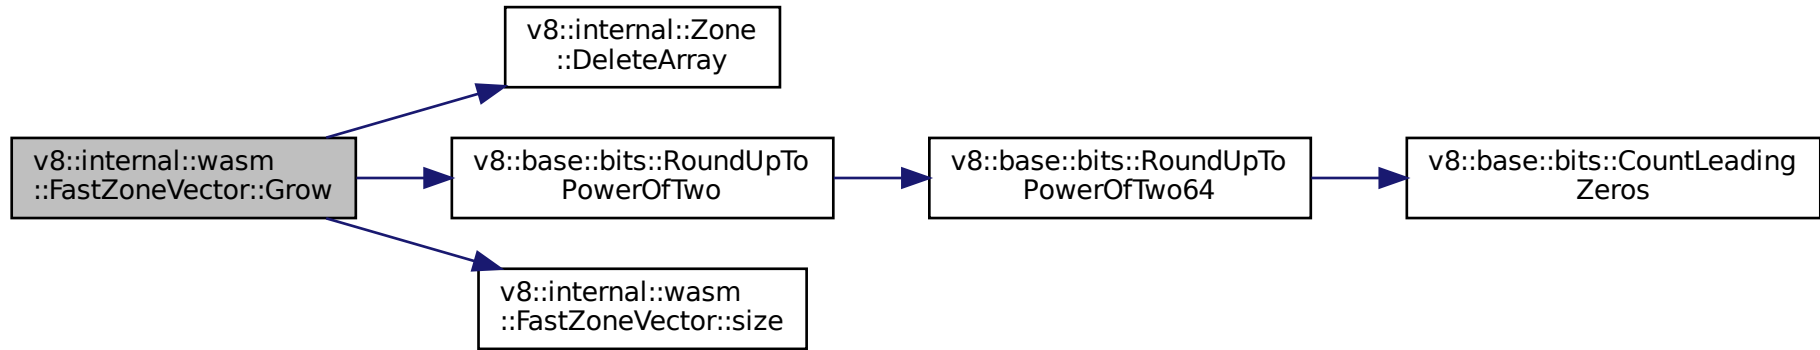 v8::internal::Zone
::DeleteArray
v8::internal::wasm
::FastZoneVector::Grow
v8::base::bits::RoundUpTo
PowerOfTwo
v8::base::bits::RoundUpTo
PowerOfTwo64
v8::base::bits::CountLeading
Zeros
v8::internal::wasm
::FastZoneVector::size